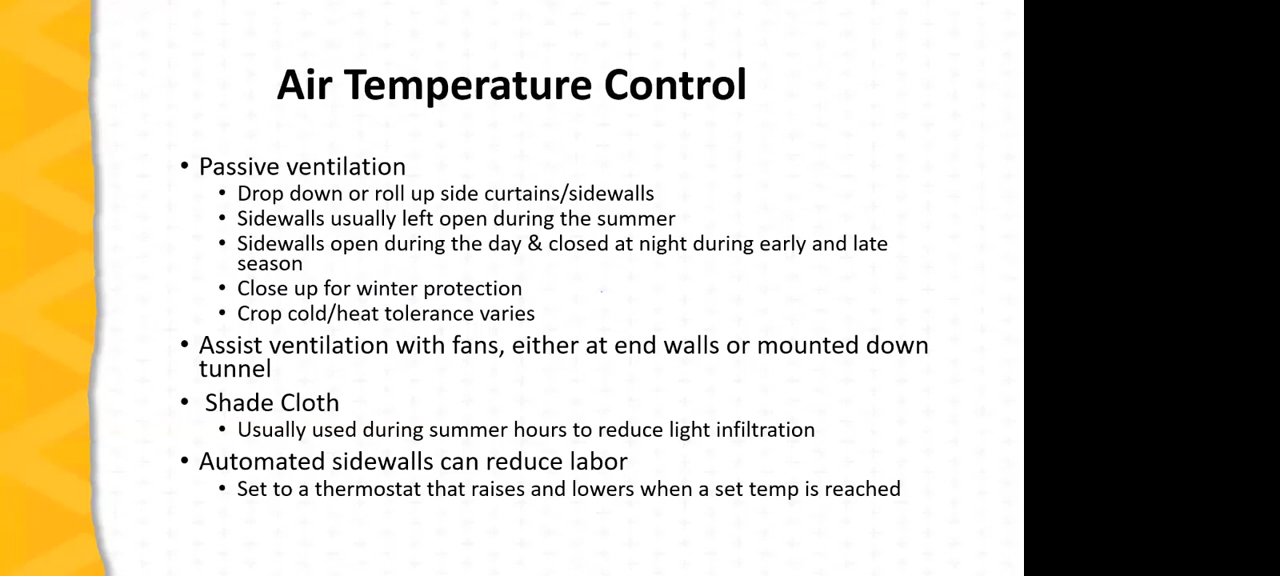 Air Temperature Control
• Passive ventilation
• Drop down or roll up side curtains/sidewalls
• Sidewalls usually left open during the summer
• Sidewalls open during the day & closed at night during early and late
season
• Close up for winter protection
• Crop cold/heat tolerance varies
• Assist ventilation with fans, either at end walls or mounted down
tunnel
• Shade Cloth
• Usually used during summer hours to reduce light infiltration
• Automated sidewalls can reduce labor
• Set to a thermostat that raises and lowers when a set temp is reached